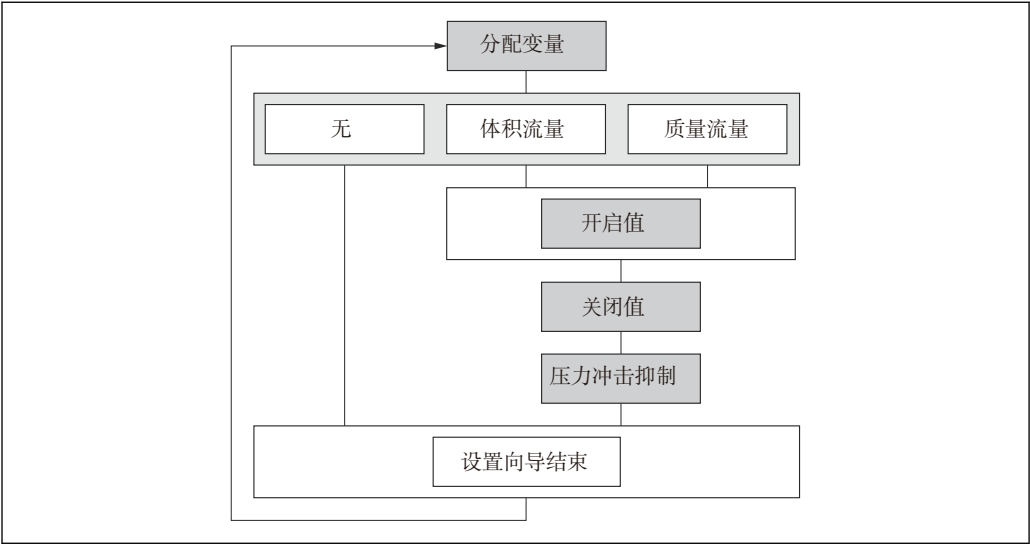 分配变量
无
体积流量
质量流量
开启值
关闭值
压力冲击抑制
设置向导结束